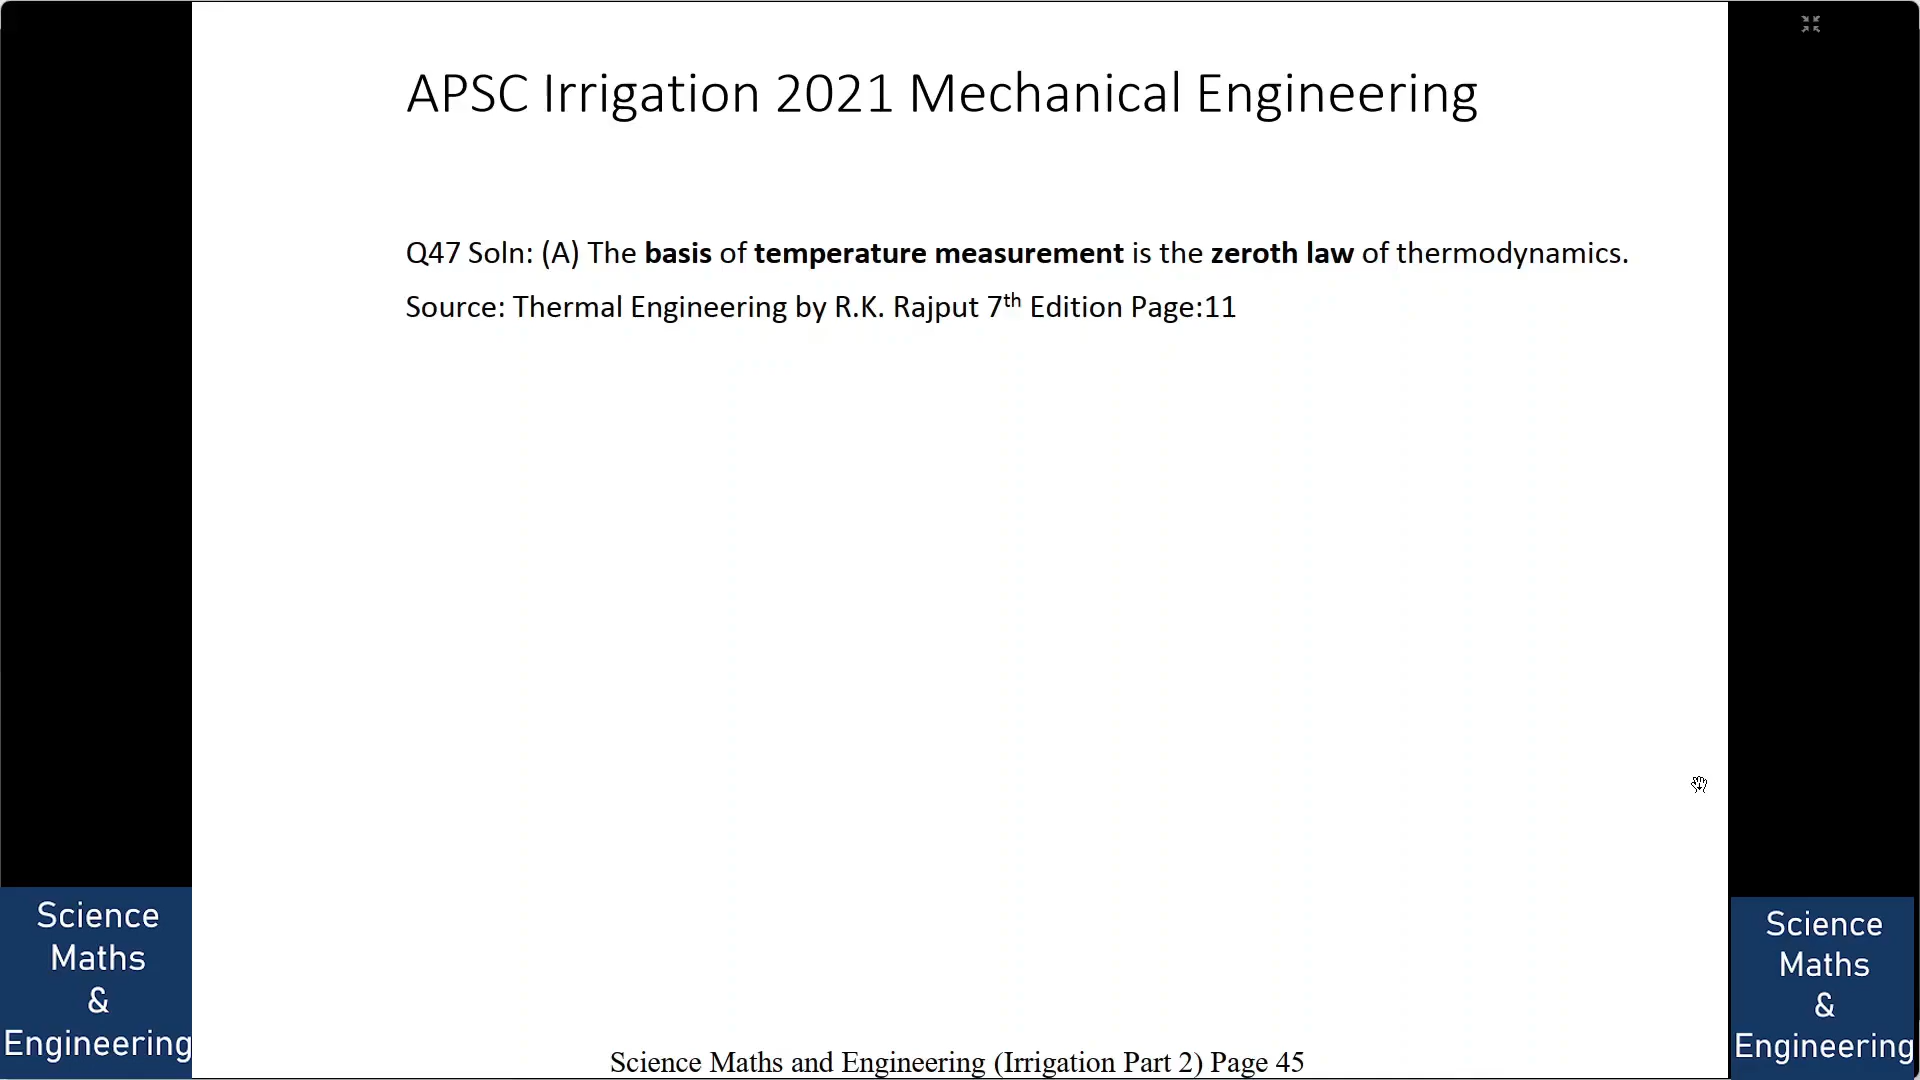 APSC Irrigation 2021 Mechanical Engineering
Q47 Soln: (A) The basis of temperature measurement is the zeroth law of thermodynamics.
Source: Thermal Engineering by R.K. Rajput 7th Edition Page:11
Science
Maths
&
Engineering
Science
Maths
&
Engineering
Science Maths and Engineering (Irrigation Part 2) Page 45